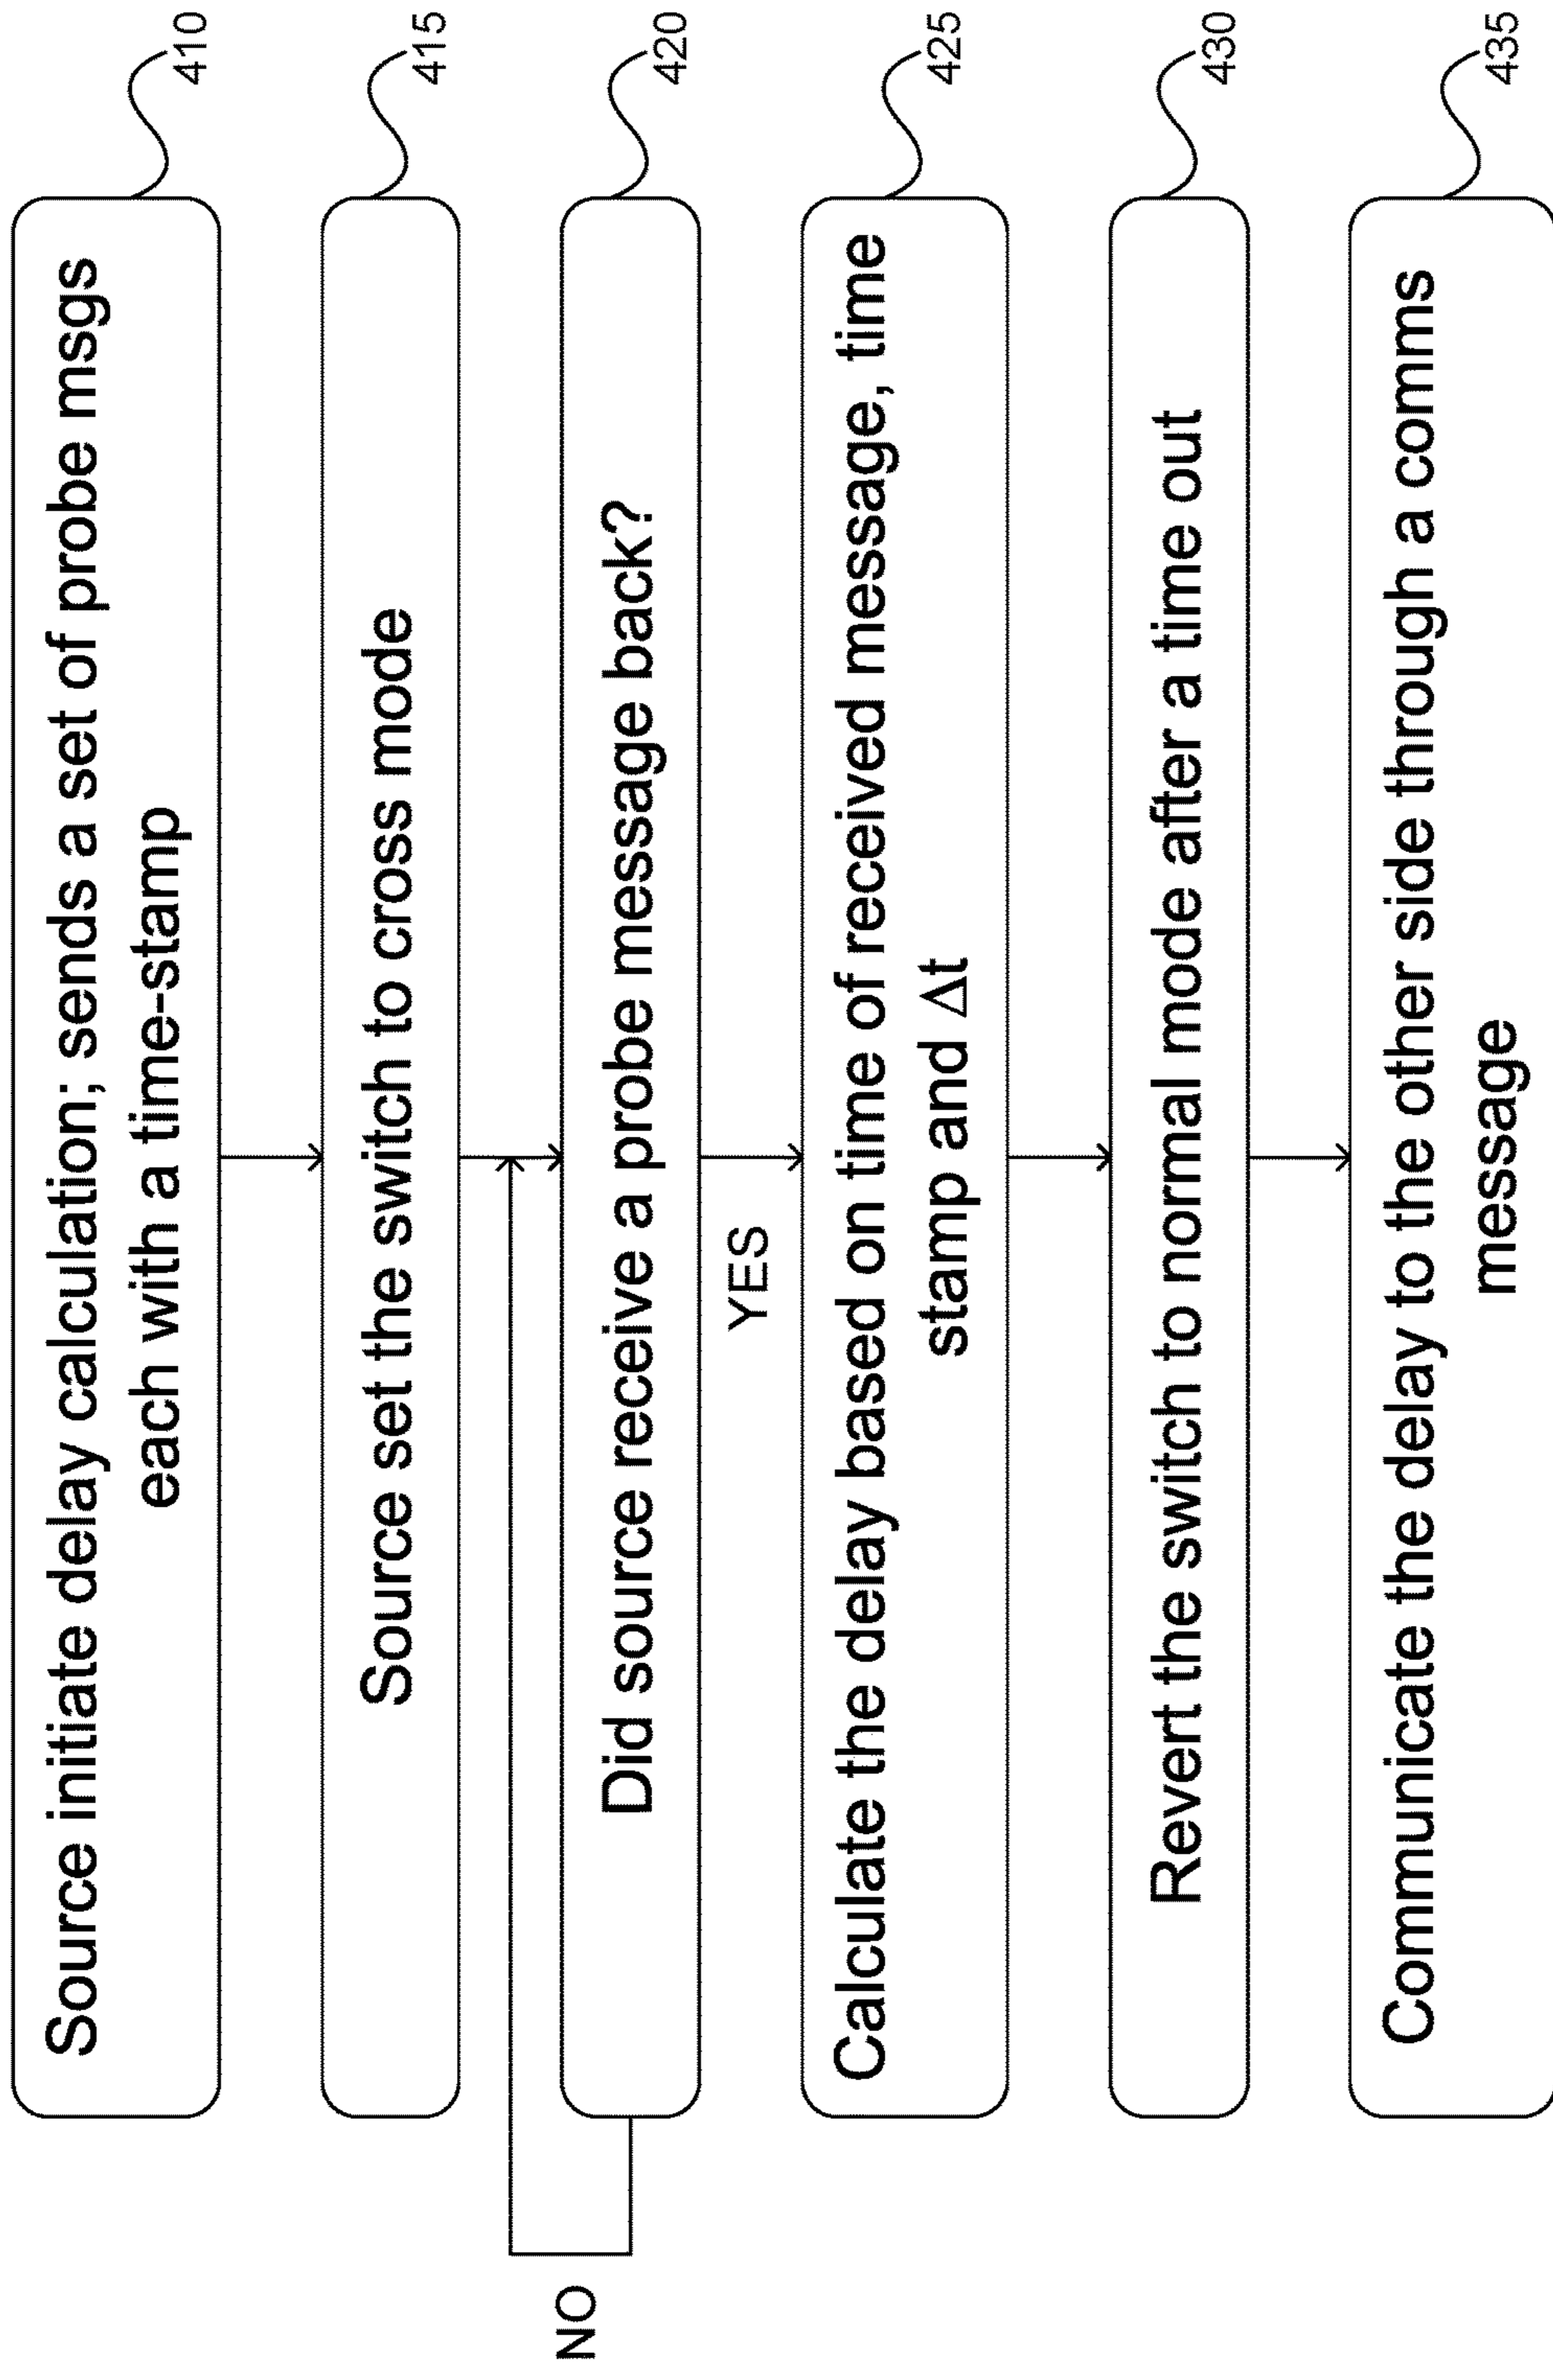 Source initiate delay calculation; sends a set of probe msgs
each with a time-stamp
410
Source set the switch to cross mode
415
Did source receive a probe message back?
420
NO
YES
Calculate the delay based on time of received message, time
stamp and Δt
425
Revert the switch to normal mode after a time out
430
Communicate the delay to the other side through a comms
message
435